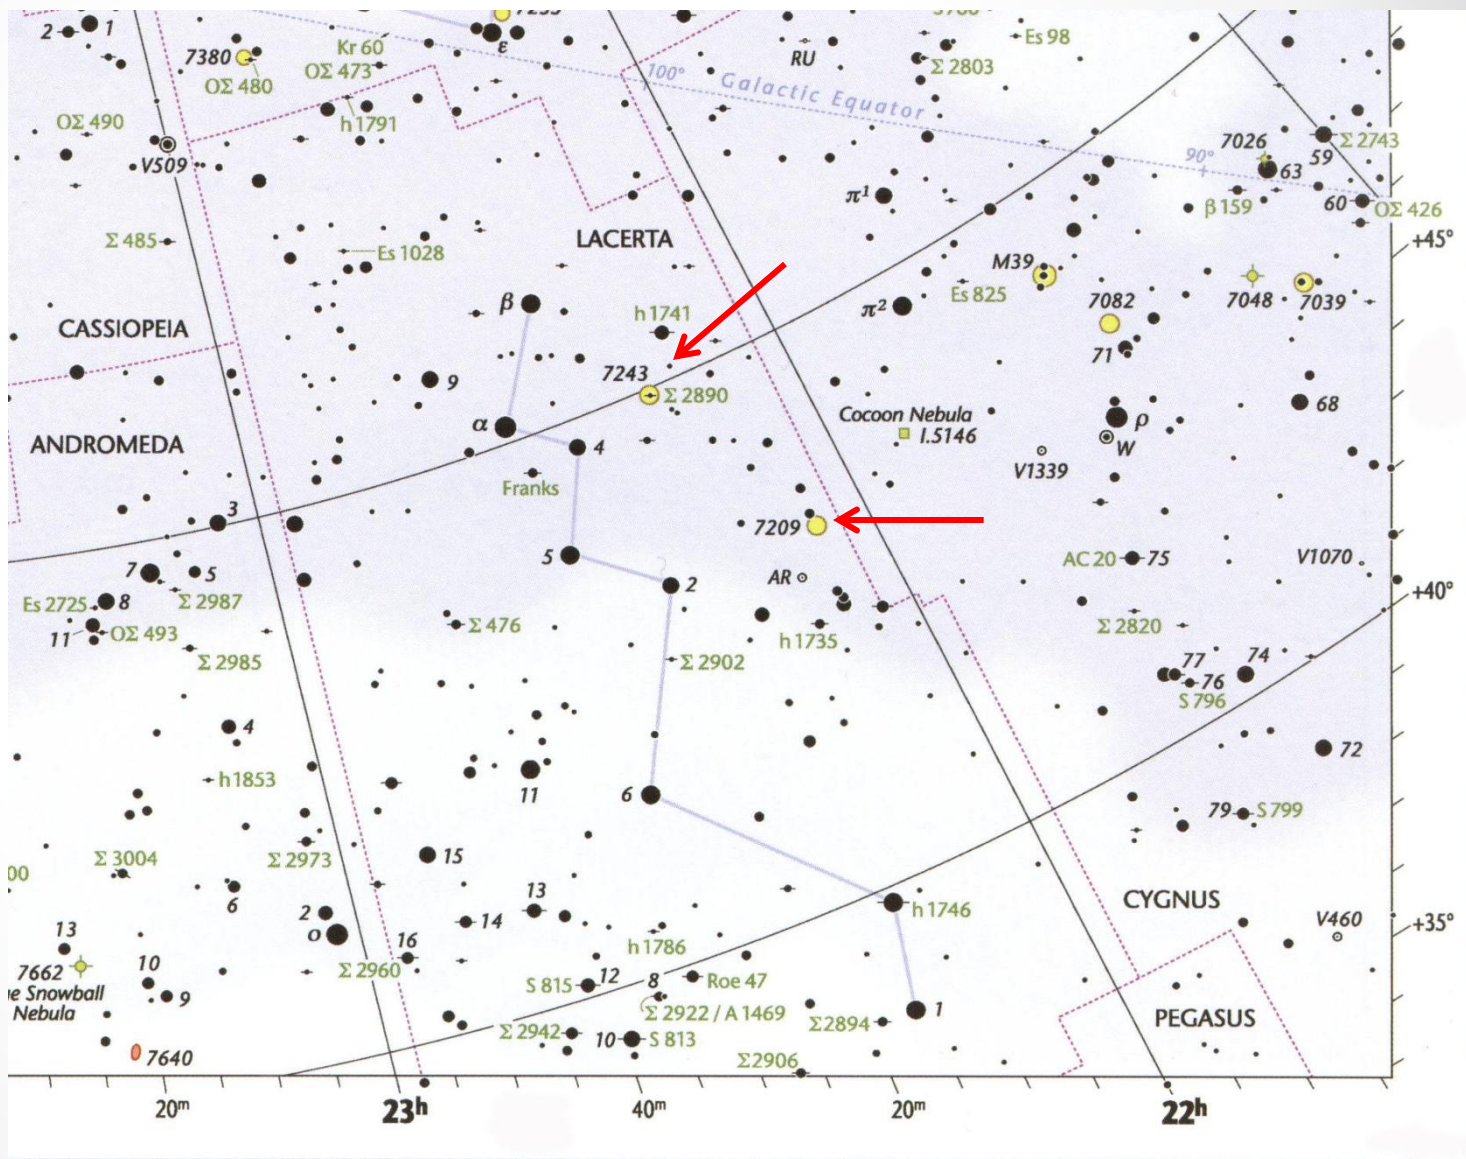 2
1
7380
OΣ 480
Kr 60
OΣ 473
7235
ε
RU
Σ 2803
Es 98
100° Galactic Equator
h 1791
OΣ 490
V509
7026
Σ 2743
59
90°
63
β 159
60
OΣ 426
π¹
+45°
LACERTA
Σ 485
Es 1028
M39
Es 825
7048
7039
β
h 1741
π²
7082
CASSIOPEIA
71
7243
Σ 2890
9
Cocoon Nebula
I.5146
ρ
68
W
ANDROMEDA
α
4
V1339
Franks
3
7209
7
5
5
2
AR
AC 20
75
V1070
+40°
Es 2725
8
Σ 2987
11
OΣ 493
Σ 476
h 1735
Σ 2820
Σ 2985
Σ 2902
77
74
76
S 796
4
72
h 1853
11
6
79
S 799
Σ 3004
Σ 2973
15
00
6
13
CYGNUS
2
ο
14
h 1746
V460
+35°
13
16
h 1786
7662
10
Σ 2960
S 815
12
8
Roe 47
e Snowball
Nebula
9
Σ 2922 / A 1469
Σ2894
1
PEGASUS
Σ 2942
10
S 813
7640
Σ2906
20ᵐ
23ʰ
40ᵐ
20ᵐ
22ʰ